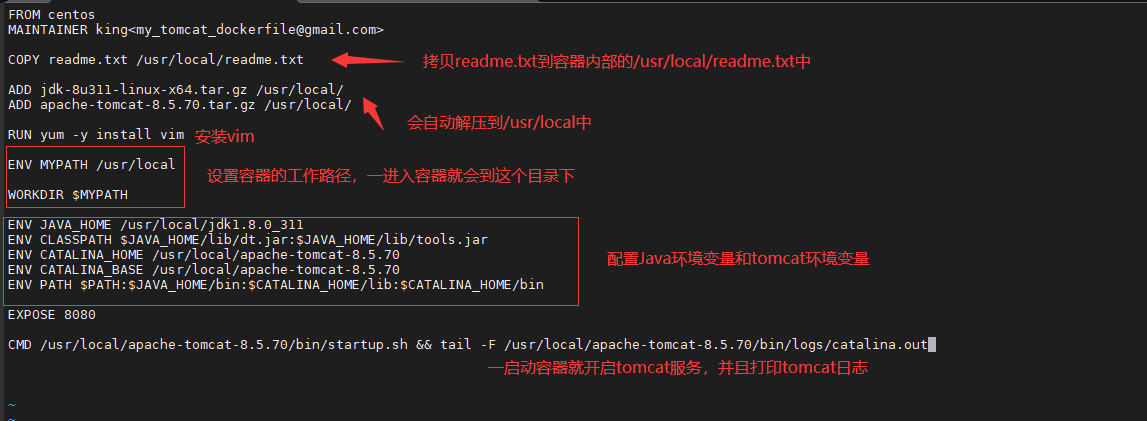 FROM centos
MAINTAINER king<my_tomcat_dockerfile@gmail.com>
COPY readme.txt /usr/local/readme.txt
拷贝readme.txt到容器内部的/usr/local/readme.txt中
ADD jdk-8u311-linux-x64.tar.gz /usr/local/
ADD apache-tomcat-8.5.70.tar.gz /usr/local/
会自动解压到/usr/local中
RUN yum -y install vim
安装vim
ENV MYPATH /usr/local
设置容器的工作路径，一进入容器就会到这个目录下
WORKDIR $MYPATH
ENV JAVA_HOME /usr/local/jdk1.8.0_311
ENV CLASSPATH $JAVA_HOME/lib/dt.jar:$JAVA_HOME/lib/tools.jar
ENV CATALINA_HOME /usr/local/apache-tomcat-8.5.70
配置Java环境变量和tomcat环境变量
ENV CATALINA_BASE /usr/local/apache-tomcat-8.5.70
ENV PATH $PATH:$JAVA_HOME/bin:$CATALINA_HOME/lib:$CATALINA_HOME/bin
EXPOSE 8080
CMD /usr/local/apache-tomcat-8.5.70/bin/startup.sh && tail -F /usr/local/apache-tomcat-8.5.70/bin/logs/catalina.out
一启动容器就开启tomcat服务，并且打印tomcat日志
~
~